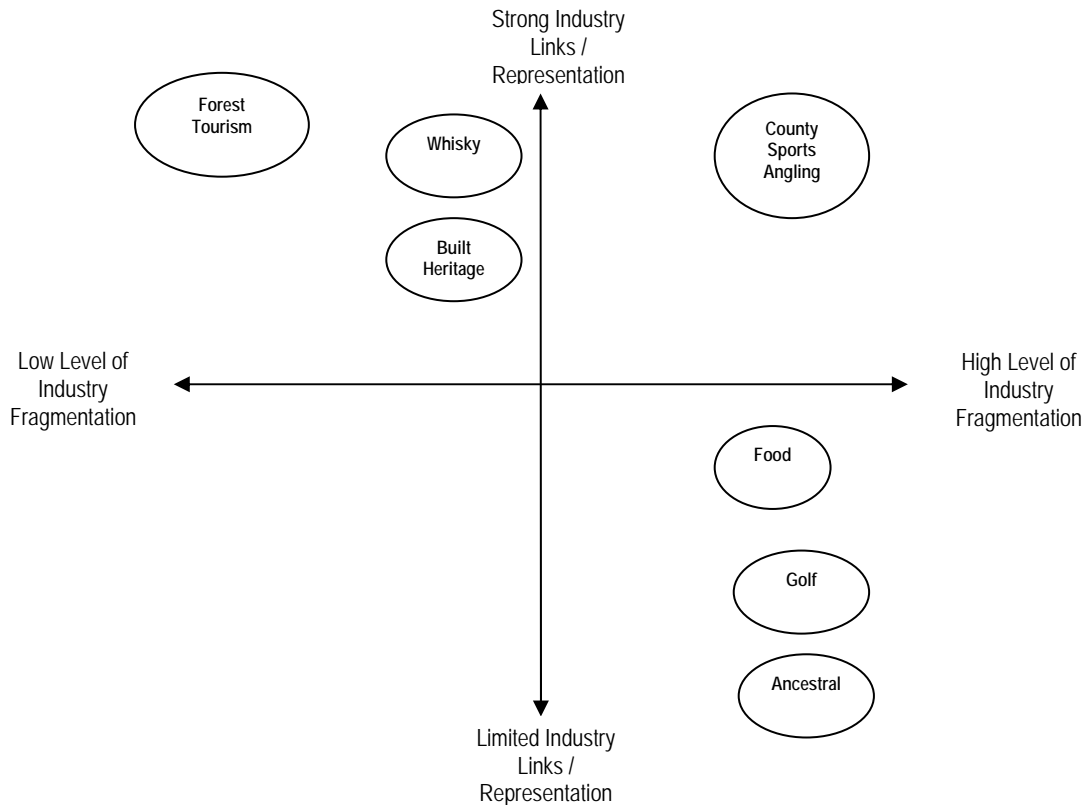 Strong Industry
Links /
Representation
Forest
Tourism
Whisky
County
Sports
Angling
Built
Heritage
Low Level of
Industry
Fragmentation
High Level of
Industry
Fragmentation
Food
Golf
Ancestral
Limited Industry
Links /
Representation